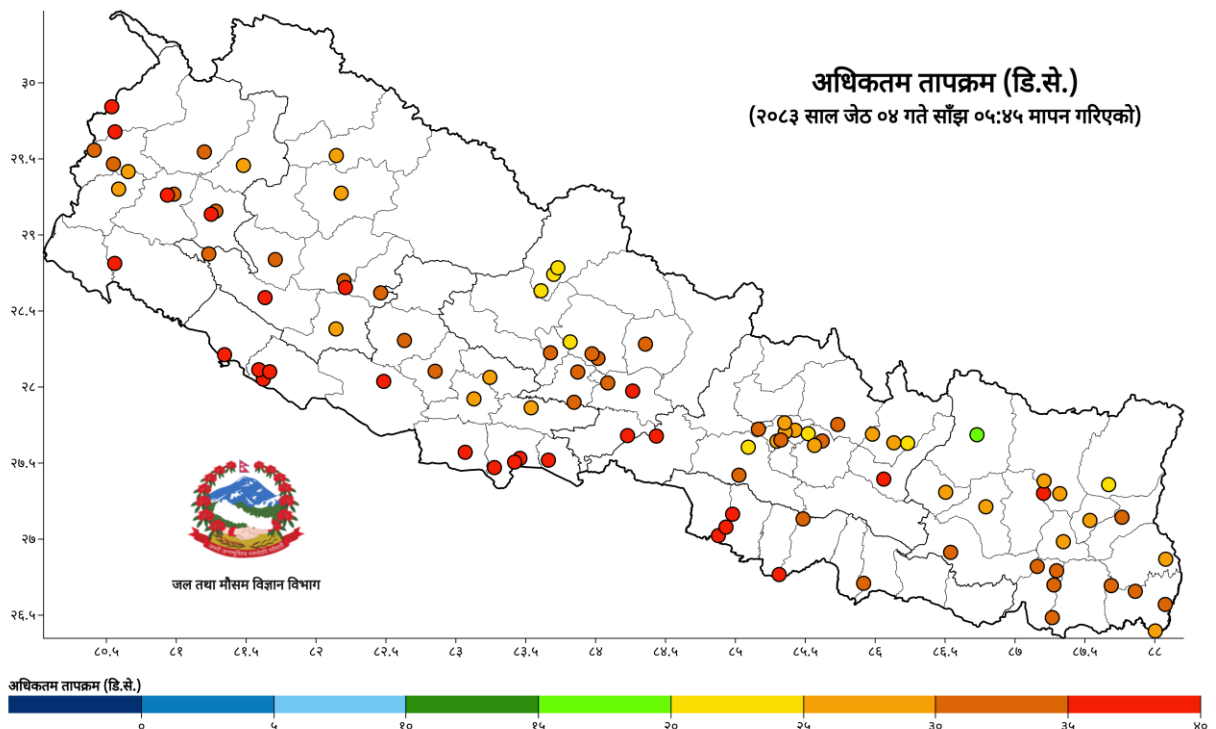 अधिकतम तापक्रम (डि.से.)
(२०८३ साल जेठ ०४ गते साँझ ०५:४५ मापन गरिएको)
३०
२९.५
२९
२८.५
२८
२७.५
२७
२६.५
जल तथा मौसम विज्ञान विभाग
८०.५ ८१ ८१.५ ८२ ८२.५ ८३ ८३.५ ८४ ८४.५ ८५ ८५.५ ८६ ८६.५ ८७ ८७.५ ८८
अधिकतम तापक्रम (डि.से.)
० ५ १० १५ २० २५ ३० ३५ ४०